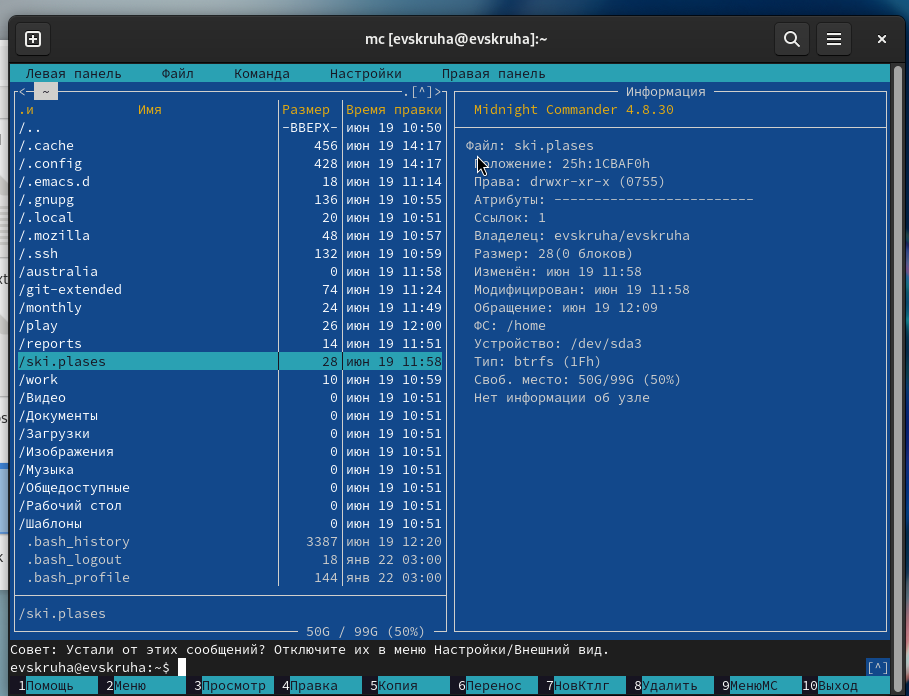 mc [evskruha@evskruha]:~
Левая панель Файл Команда Настройки Правая панель
<─ ~ .[^]>
.и Имя Размер Время правки
/.. -ВВЕРХ- июн 19 10:50
/.cache 456 июн 19 14:17
/.config 428 июн 19 14:17
/.emacs.d 18 июн 19 11:14
/.gnupg 136 июн 19 10:55
/.local 20 июн 19 10:51
/.mozilla 48 июн 19 10:57
/.ssh 132 июн 19 10:59
/australia 0 июн 19 11:58
/git-extended 74 июн 19 11:24
/monthly 24 июн 19 11:49
/play 26 июн 19 12:00
/reports 14 июн 19 11:51
/ski.plases 28 июн 19 11:58
/work 10 июн 19 10:59
/Видео 0 июн 19 10:51
/Документы 0 июн 19 10:51
/Загрузки 0 июн 19 10:51
/Изображения 0 июн 19 10:51
/Музыка 0 июн 19 10:51
/Общедоступные 0 июн 19 10:51
/Рабочий стол 0 июн 19 10:51
/Шаблоны 0 июн 19 10:51
.bash_history 3387 июн 19 12:20
.bash_logout 18 янв 22 03:00
.bash_profile 144 янв 22 03:00
/ski.plases
50G / 99G (50%)
Информация
Midnight Commander 4.8.30
Файл: ski.plases
25h:1CBAF0h
Права: drwxr-xr-x (0755)
Атрибуты: -------------------------
Ссылок: 1
Владелец: evskruha/evskruha
Размер: 28(0 блоков)
Изменён: июн 19 11:58
Модифицирован: июн 19 11:58
Обращение: июн 19 12:09
ФС: /home
Устройство: /dev/sda3
Тип: btrfs (1Fh)
Своб. место: 50G/99G (50%)
Нет информации об узле
Совет: Устали от этих сообщений? Отключите их в меню Настройки/Внешний вид.
evskruha@evskruha:~$ [^]
1Помощь 2Меню 3Просмотр 4Правка 5Копия 6Перенос 7НовКтлг 8Удалить 9МенюМС 10Выход